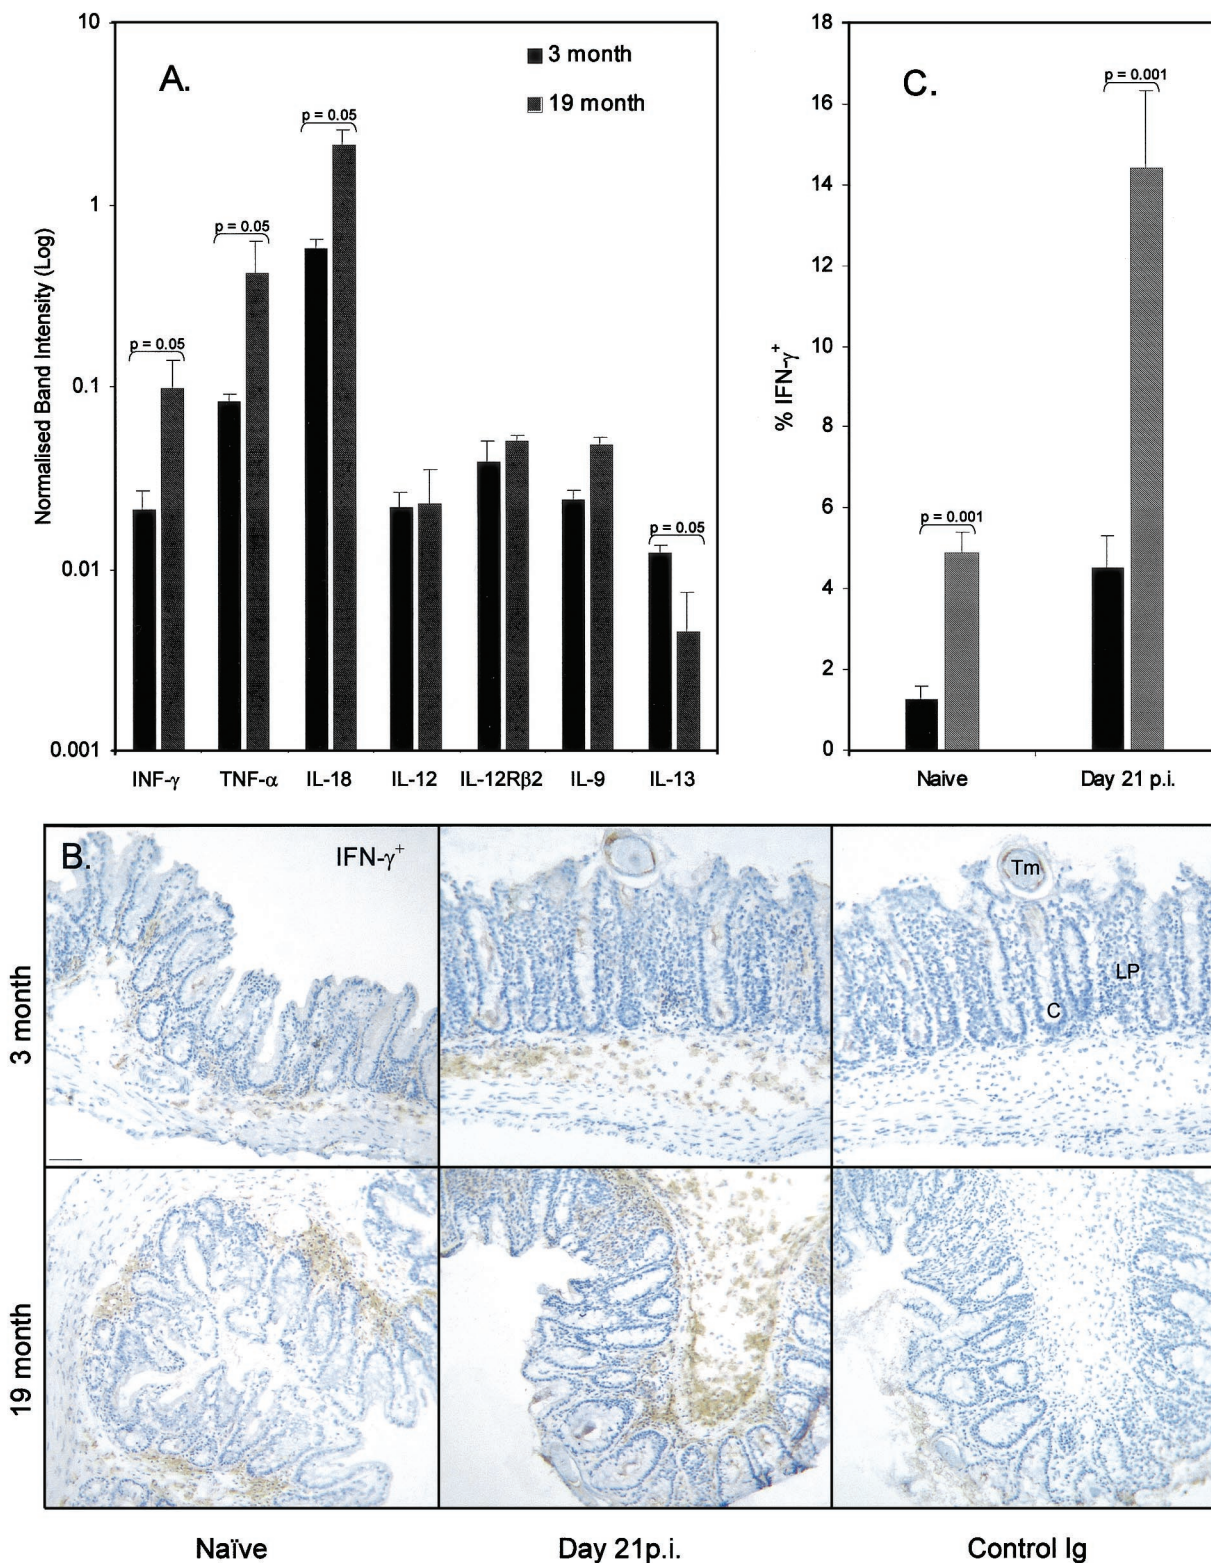 A.
3 month
19 month
p = 0.05
p = 0.05
p = 0.05
p = 0.05
Normalised Band Intensity (Log)
10
1
0.1
0.01
0.001
INF-γ TNF-α IL-18 IL-12 IL-12Rβ2 IL-9 IL-13
C.
p = 0.001
p = 0.001
% IFN-γ+
18
16
14
12
10
8
6
4
2
0
Naive Day 21 p.i.
B.
IFN-γ+
Tm
LP
C
3 month
19 month
Naïve Day 21p.i. Control Ig